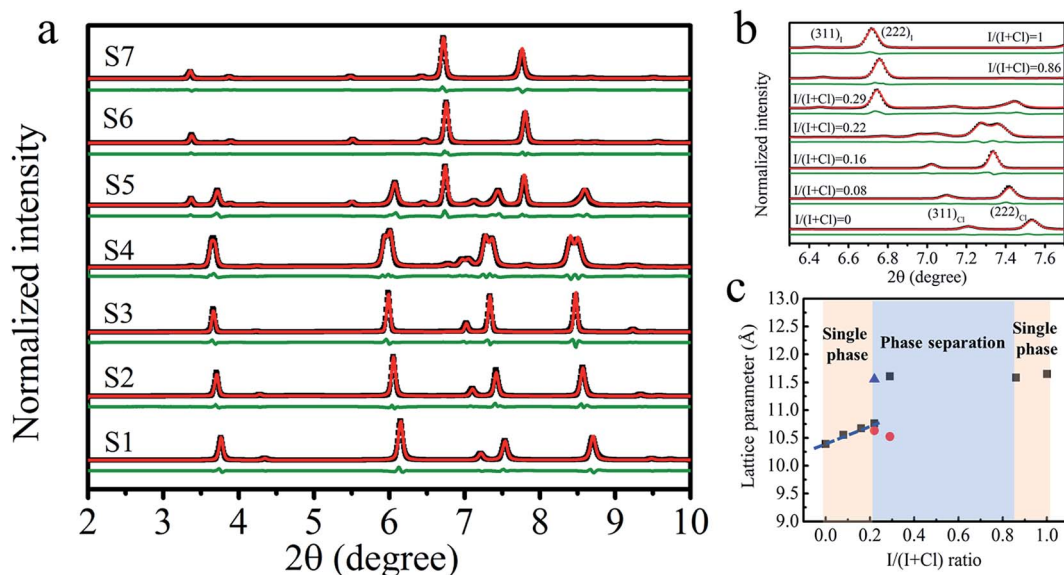 a
Normalized intensity
S7
S6
S5
S4
S3
S2
S1
2 3 4 5 6 7 8 9 10
2θ (degree)
b
Normalized intensity
(311)I (222)I I/(I+Cl)=1
I/(I+Cl)=0.86
I/(I+Cl)=0.29
I/(I+Cl)=0.22
I/(I+Cl)=0.16
I/(I+Cl)=0.08
(311)Cl (222)Cl
I/(I+Cl)=0
6.4 6.6 6.8 7.0 7.2 7.4 7.6
2θ (degree)
c
Lattice parameter (Å)
13.0
12.5
12.0
11.5
11.0
10.5
10.0
9.5
9.0
Single
phase
Phase separation
Single
phase
0.0 0.2 0.4 0.6 0.8 1.0
I/(I+Cl) ratio